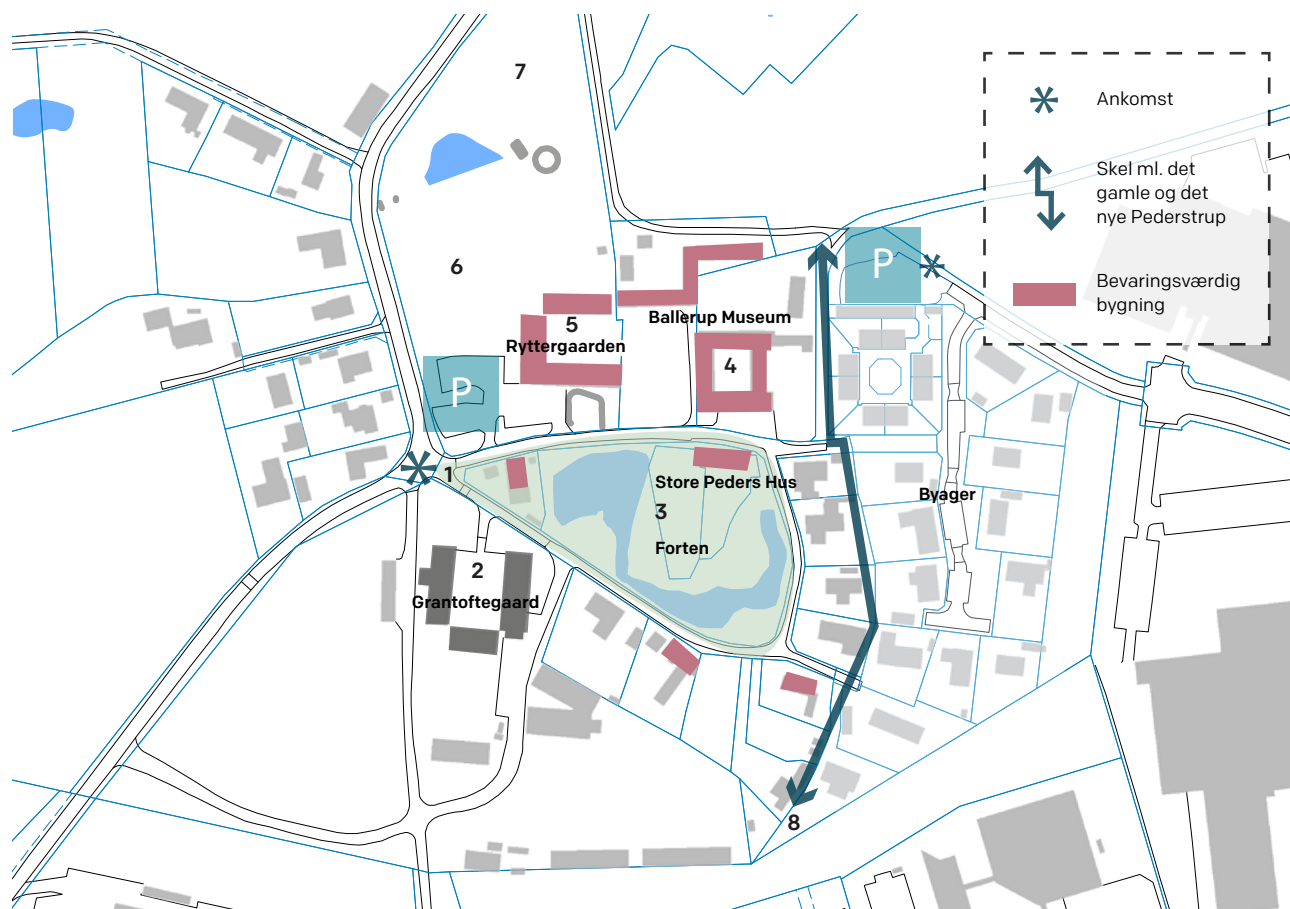 7
Ankomst
Skel ml. det
gamle og det
nye Pederstrup
Bevaringsværdig
bygning
P
6
Ballerup Museum
5
Ryttergaarden
4
P
1
Store Peders Hus
3
Byager
Forten
2
Grantoftegaard
8